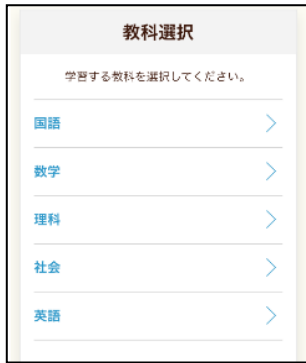 教科選択
学習する教科を選択してください。
国語
数学
理科
社会
英語